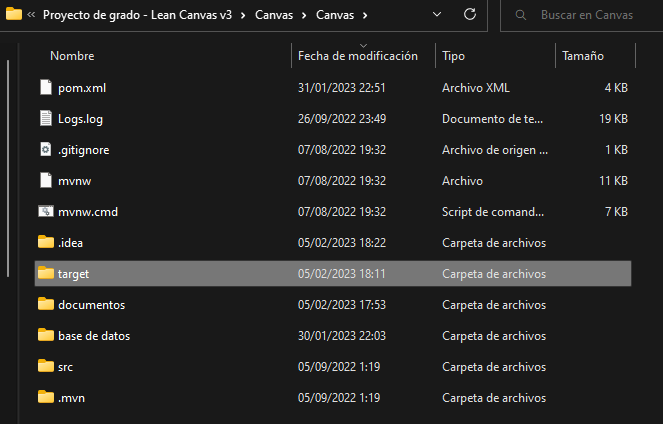 « Proyecto de grado - Lean Canvas v3 › Canvas › Canvas › Buscar en Canvas
Nombre Fecha de modificación Tipo Tamaño
pom.xml 31/01/2023 22:51 Archivo XML 4 KB
Logs.log 26/09/2022 23:49 Documento de te... 19 KB
.gitignore 07/08/2022 19:32 Archivo de origen ... 1 KB
mvnw 07/08/2022 19:32 Archivo 11 KB
mvnw.cmd 07/08/2022 19:32 Script de comand... 7 KB
.idea 05/02/2023 18:22 Carpeta de archivos
target 05/02/2023 18:11 Carpeta de archivos
documentos 05/02/2023 17:53 Carpeta de archivos
base de datos 30/01/2023 22:03 Carpeta de archivos
src 05/09/2022 1:19 Carpeta de archivos
.mvn 05/09/2022 1:19 Carpeta de archivos